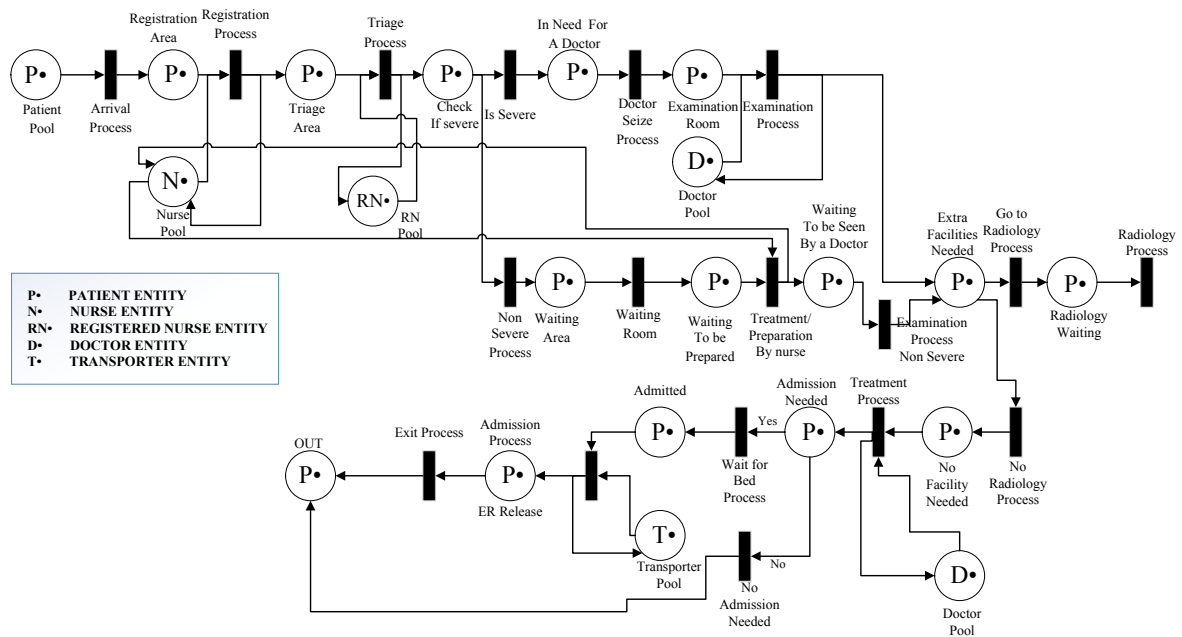 Registration
Area
Registration
Process
Triage
Process
In Need For
A Doctor
P•
P•
P•
P•
P•
P•
Patient
Pool
Arrival
Process
Triage
Area
Check
If severe
Is Severe
Doctor
Seize
Process
Examination
Room
Examination
Process
N•
Nurse
Pool
RN•
RN
Pool
D•
Doctor
Pool
Waiting
To be Seen
By a Doctor
Extra
Facilities
Needed
Go to
Radiology
Process
Radiology
Process
P•
P•
P•
P•
P•
Non
Severe
Process
Waiting
Area
Waiting
Room
Waiting
To be
Prepared
Treatment/
Preparation
By nurse
Examination
Process
Non Severe
Radiology
Waiting
P• PATIENT ENTITY
N• NURSE ENTITY
RN• REGISTERED NURSE ENTITY
D• DOCTOR ENTITY
T• TRANSPORTER ENTITY
Admitted
Admission
Needed
Treatment
Process
P•
Yes
P•
P•
Wait for
Bed
Process
No
Facility
Needed
No
Radiology
Process
OUT
Exit Process
Admission
Process
P•
P•
ER Release
T•
Transporter
Pool
No
No
Admission
Needed
D•
Doctor
Pool